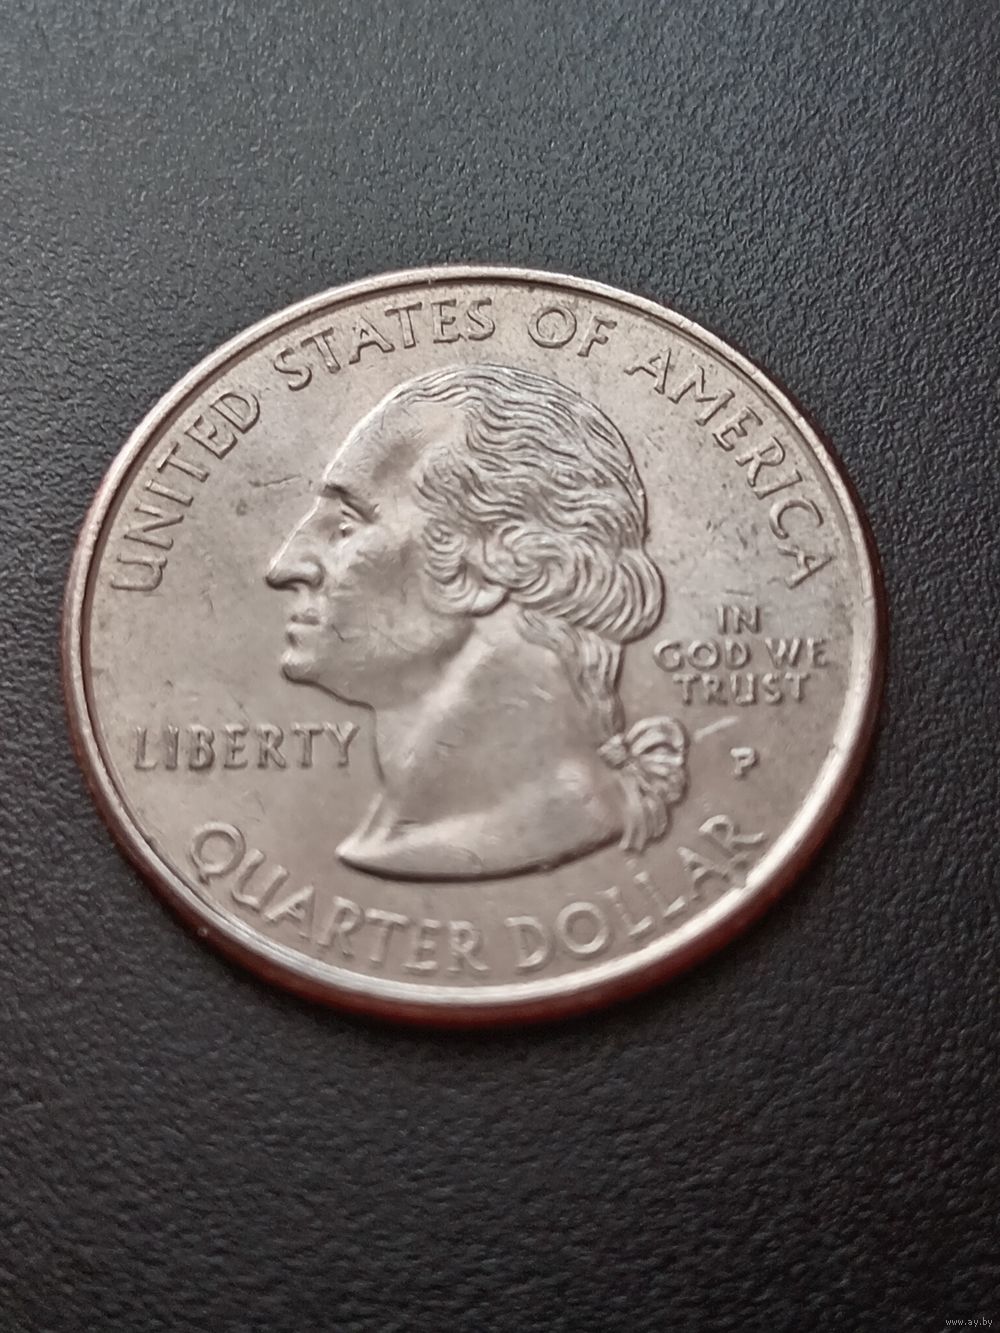 UNITED STATES OF AMERICA
IN
GOD WE
TRUST
LIBERTY
P
QUARTER DOLLAR
www.ay.by